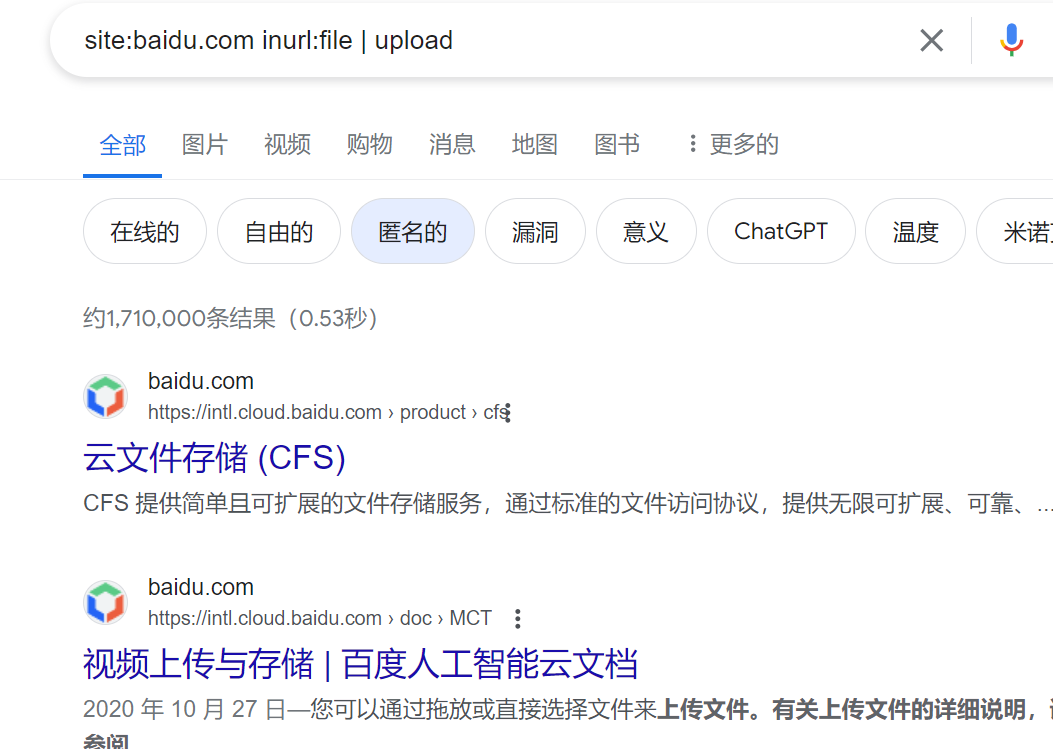 site:baidu.com inurl:file | upload
全部 图片 视频 购物 消息 地图 图书 更多的
在线的 自由的 匿名的 漏洞 意义 ChatGPT 温度 米诺
约1,710,000条结果（0.53秒）
baidu.com
https://intl.cloud.baidu.com › product › cfs
云文件存储 (CFS)
CFS 提供简单且可扩展的文件存储服务，通过标准的文件访问协议，提供无限可扩展、可靠、...
baidu.com
https://intl.cloud.baidu.com › doc › MCT
视频上传与存储 | 百度人工智能云文档
2020 年 10 月 27 日—您可以通过拖放或直接选择文件来上传文件。有关上传文件的详细说明，
参阅